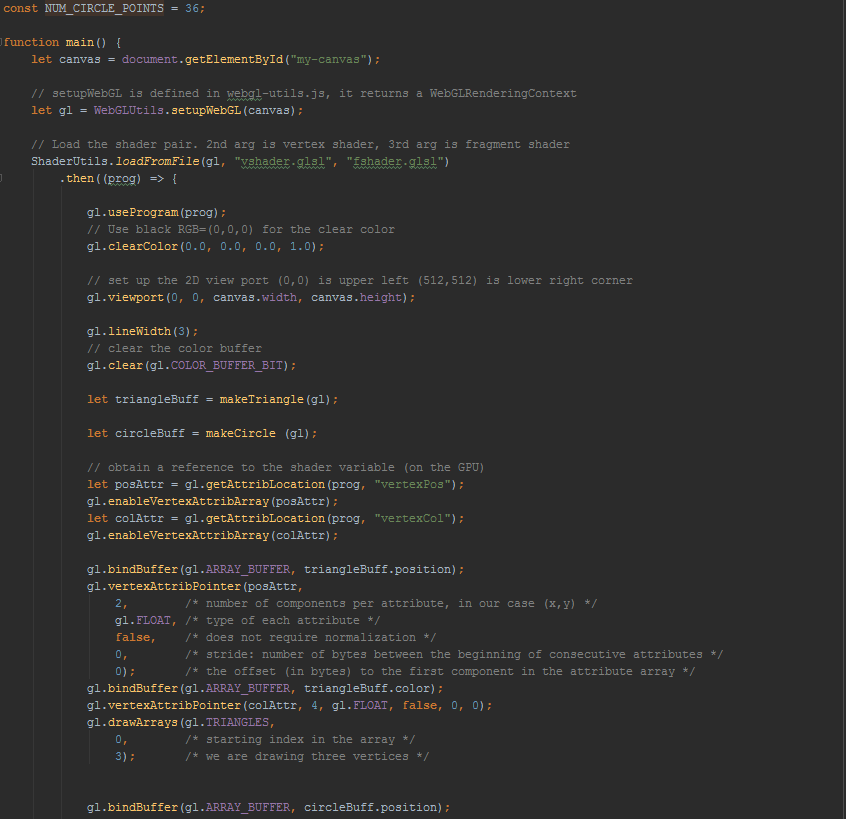 const NUM_CIRCLE_POINTS = 36;
function main() {
let canvas = document.getElementById("my-canvas");
// setupWebGL is defined in webgl-utils.js, it returns a WebGLRenderingContext
let gl = WebGLUtils.setupWebGL(canvas);
// Load the shader pair. 2nd arg is vertex shader, 3rd arg is fragment shader
ShaderUtils.loadFromFile(gl, "vshader.glsl", "fshader.glsl")
.then((prog) => {
gl.useProgram(prog);
// Use black RGB=(0,0,0) for the clear color
gl.clearColor(0.0, 0.0, 0.0, 1.0);
// set up the 2D view port (0,0) is upper left (512,512) is lower right corner
gl.viewport(0, 0, canvas.width, canvas.height);
gl.lineWidth(3);
// clear the color buffer
gl.clear(gl.COLOR_BUFFER_BIT);
let triangleBuff = makeTriangle(gl);
let circleBuff = makeCircle (gl);
// obtain a reference to the shader variable (on the GPU)
let posAttr = gl.getAttribLocation(prog, "vertexPos");
gl.enableVertexAttribArray(posAttr);
let colAttr = gl.getAttribLocation(prog, "vertexCol");
gl.enableVertexAttribArray(colAttr);
gl.bindBuffer(gl.ARRAY_BUFFER, triangleBuff.position);
gl.vertexAttribPointer(posAttr,
2, /* number of components per attribute, in our case (x,y) */
gl.FLOAT, /* type of each attribute */
false, /* does not require normalization */
0, /* stride: number of bytes between the beginning of consecutive attributes */
0); /* the offset (in bytes) to the first component in the attribute array */
gl.bindBuffer(gl.ARRAY_BUFFER, triangleBuff.color);
gl.vertexAttribPointer(colAttr, 4, gl.FLOAT, false, 0, 0);
gl.drawArrays(gl.TRIANGLES,
0, /* starting index in the array */
3); /* we are drawing three vertices */
gl.bindBuffer(gl.ARRAY_BUFFER, circleBuff.position);